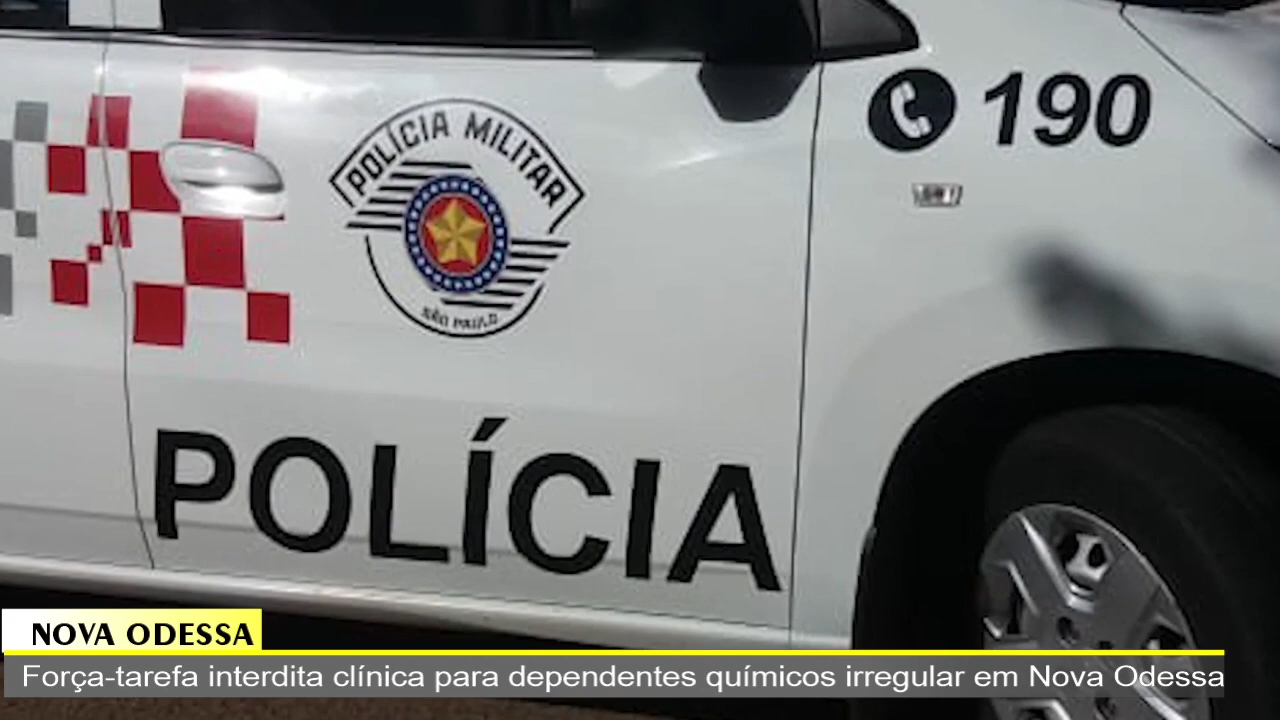 190
POLÍCIA MILITAR
SÃO PAULO
POLÍCIA
NOVA ODESSA
Força-tarefa interdita clínica para dependentes químicos irregular em Nova Odessa